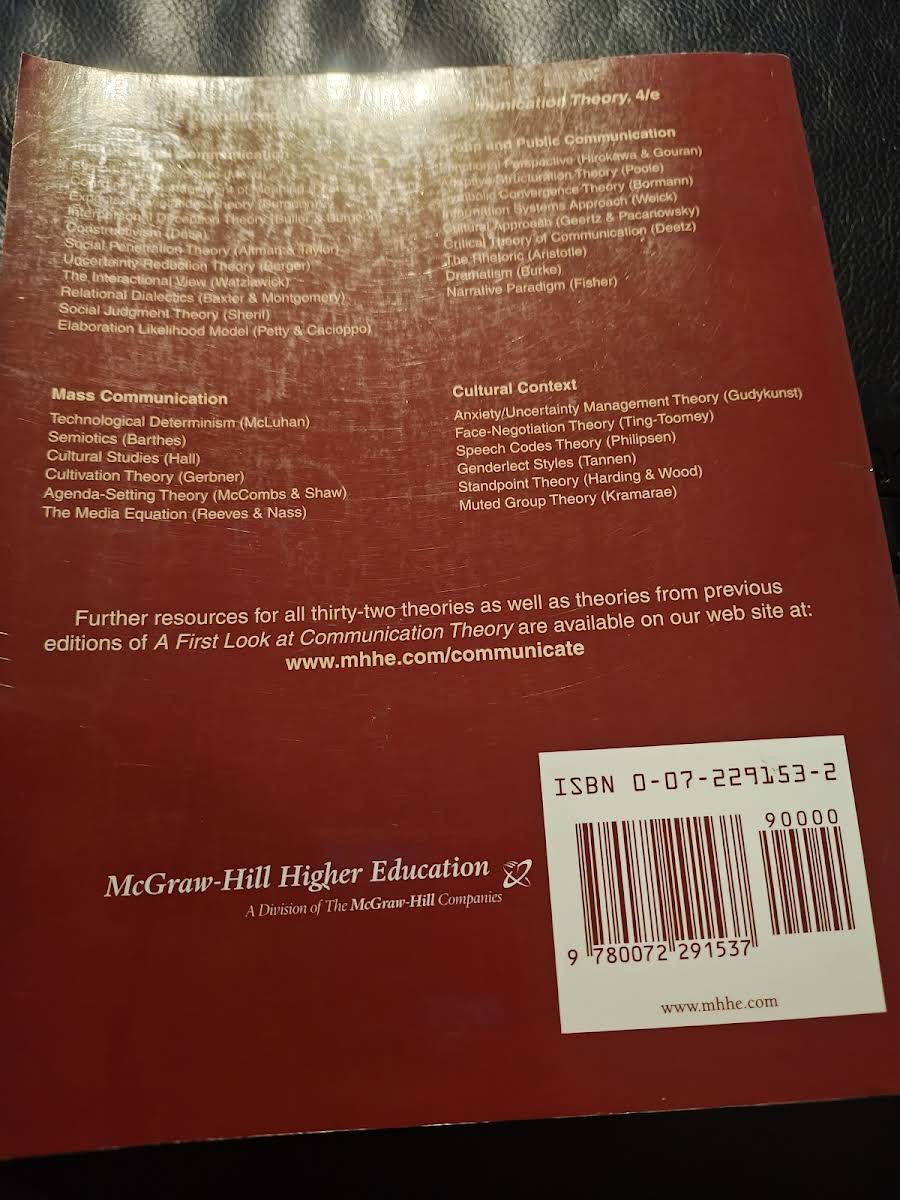 Communication Theory, 4/e
Interpersonal Deception Theory (Buller & Burgoon)
Constructivism (Delia)
Social Penetration Theory (Altman & Taylor)
Uncertainty Reduction Theory (Berger)
The Interactional View (Watzlawick)
Relational Dialectics (Baxter & Montgomery)
Social Judgment Theory (Sherif)
Elaboration Likelihood Model (Petty & Cacioppo)
and Public Communication
Perspective (Hirokawa & Gouran)
Structuration Theory (Poole)
Symbolic Convergence Theory (Bormann)
Information Systems Approach (Weick)
Cultural Approach (Geertz & Pacanowsky)
Critical Theory of Communication (Deetz)
The Rhetoric (Aristotle)
Dramatism (Burke)
Narrative Paradigm (Fisher)
Mass Communication
Technological Determinism (McLuhan)
Semiotics (Barthes)
Cultural Studies (Hall)
Cultivation Theory (Gerbner)
Agenda-Setting Theory (McCombs & Shaw)
The Media Equation (Reeves & Nass)
Cultural Context
Anxiety/Uncertainty Management Theory (Gudykunst)
Face-Negotiation Theory (Ting-Toomey)
Speech Codes Theory (Philipsen)
Genderlect Styles (Tannen)
Standpoint Theory (Harding & Wood)
Muted Group Theory (Kramarae)
Further resources for all thirty-two theories as well as theories from previous
editions of A First Look at Communication Theory are available on our web site at:
www.mhhe.com/communicate
McGraw-Hill Higher Education
A Division of The McGraw-Hill Companies
ISBN 0-07-229153-2
90000
9 780072 291537
www.mhhe.com